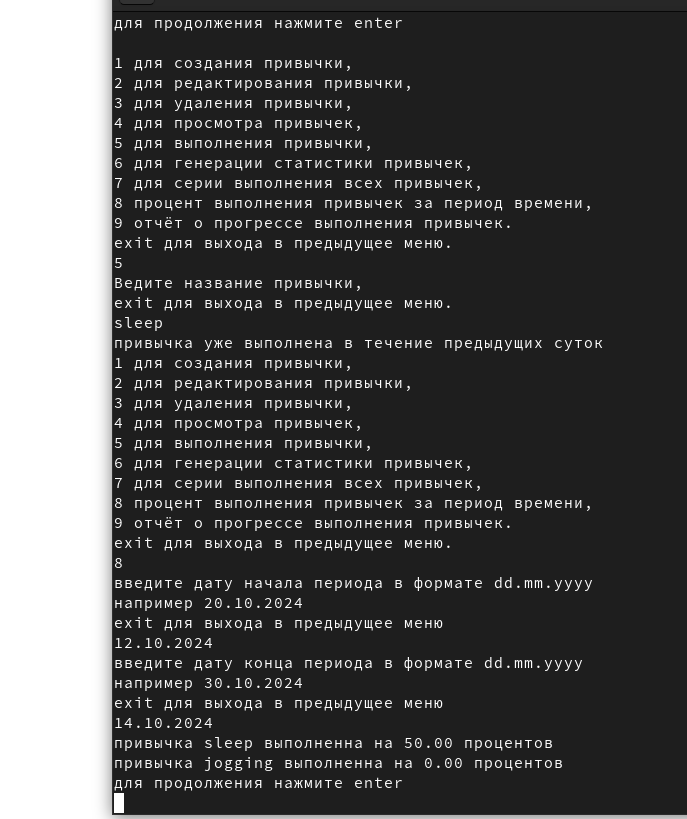 для продолжения нажмите enter
1 для создания привычки,
2 для редактирования привычки,
3 для удаления привычки,
4 для просмотра привычек,
5 для выполнения привычки,
6 для генерации статистики привычек,
7 для серии выполнения всех привычек,
8 процент выполнения привычек за период времени,
9 отчёт о прогрессе выполнения привычек.
exit для выхода в предыдущее меню.
5
Ведите название привычки,
exit для выхода в предыдущее меню.
sleep
привычка уже выполнена в течение предыдущих суток
1 для создания привычки,
2 для редактирования привычки,
3 для удаления привычки,
4 для просмотра привычек,
5 для выполнения привычки,
6 для генерации статистики привычек,
7 для серии выполнения всех привычек,
8 процент выполнения привычек за период времени,
9 отчёт о прогрессе выполнения привычек.
exit для выхода в предыдущее меню.
8
введите дату начала периода в формате dd.mm.yyyy
например 20.10.2024
exit для выхода в предыдущее меню
12.10.2024
введите дату конца периода в формате dd.mm.yyyy
например 30.10.2024
exit для выхода в предыдущее меню
14.10.2024
привычка sleep выполненна на 50.00 процентов
привычка jogging выполненна на 0.00 процентов
для продолжения нажмите enter